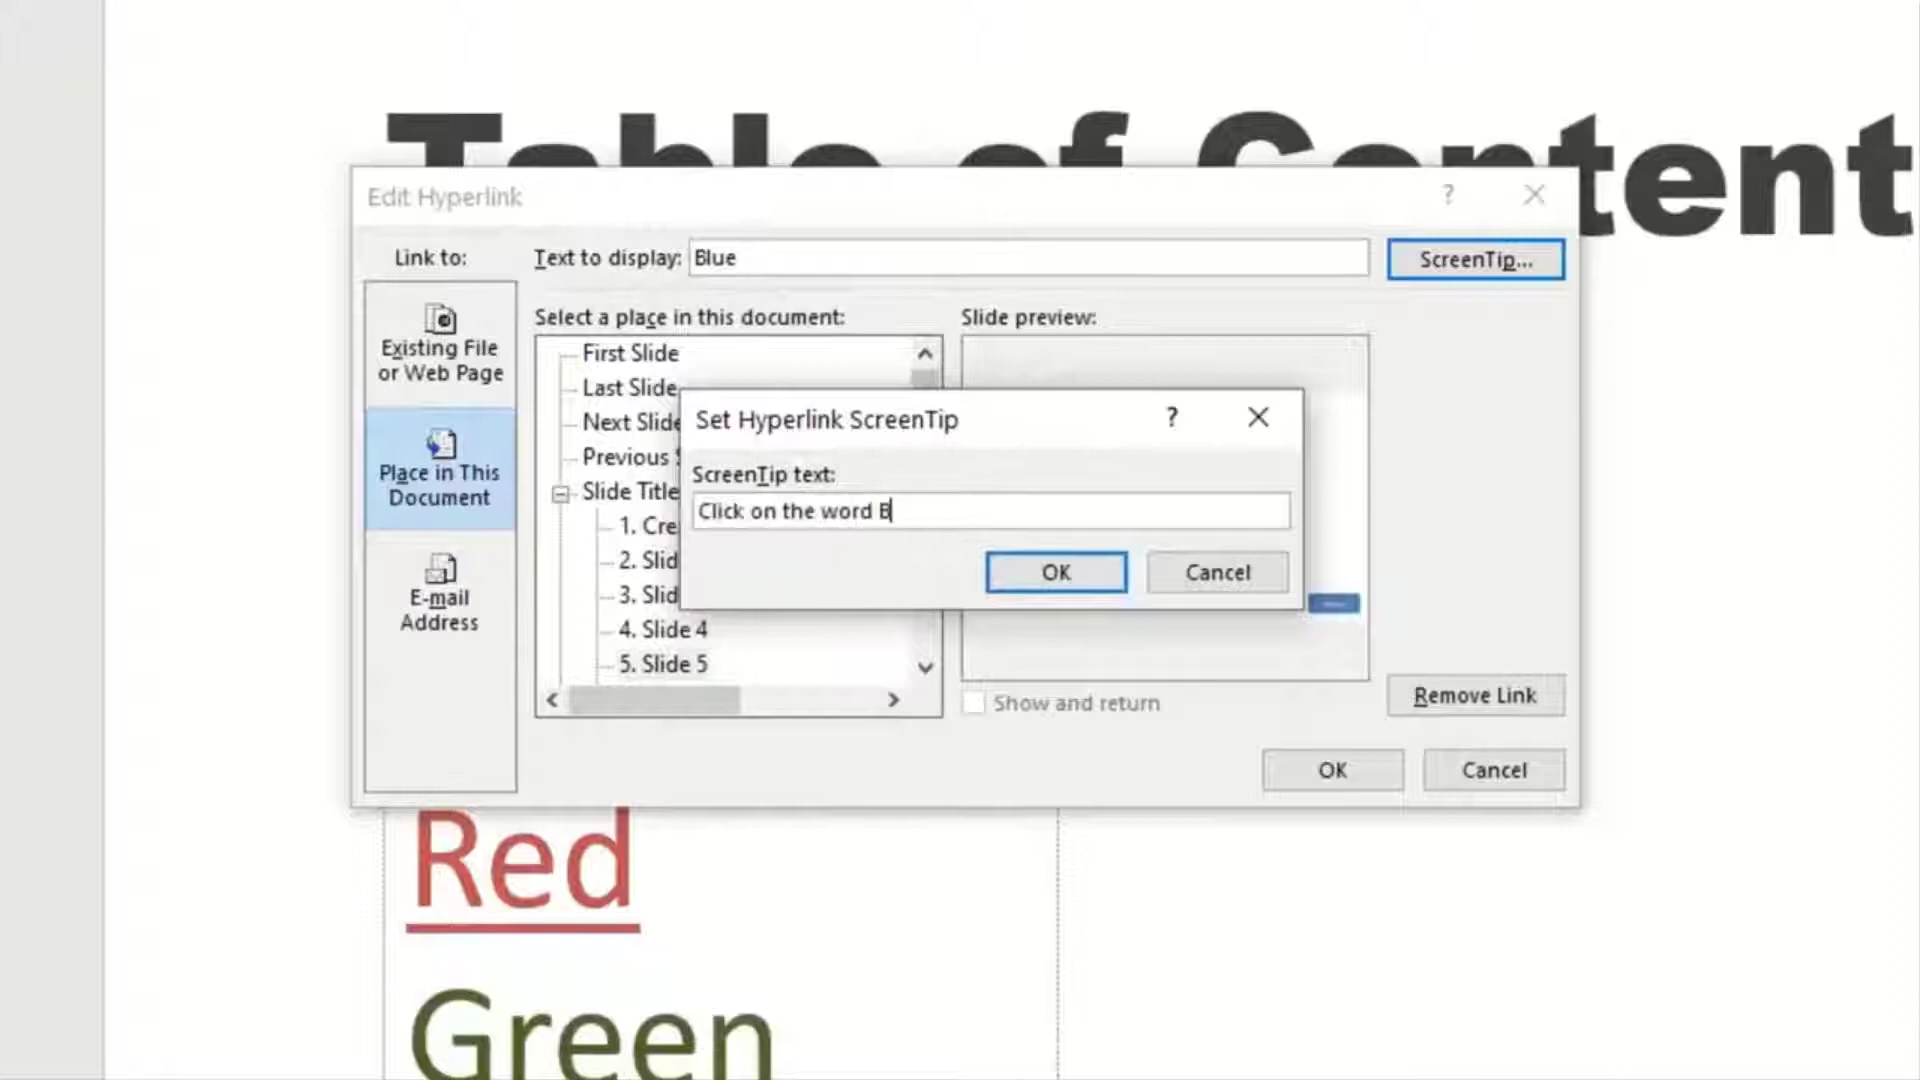 Table of Content
Edit Hyperlink
Link to:
Text to display: Blue
ScreenTip...
Existing File
or Web Page
Place in This
Document
E-mail
Address
Select a place in this document:
First Slide
Last Slide
Next Slide
Previous
Slide Title
1. Cre
2. Slid
3. Slid
4. Slide 4
5. Slide 5
Slide preview:
Set Hyperlink ScreenTip
ScreenTip text:
Click on the word B
OK
Cancel
Show and return
Remove Link
OK
Cancel
Red
Green